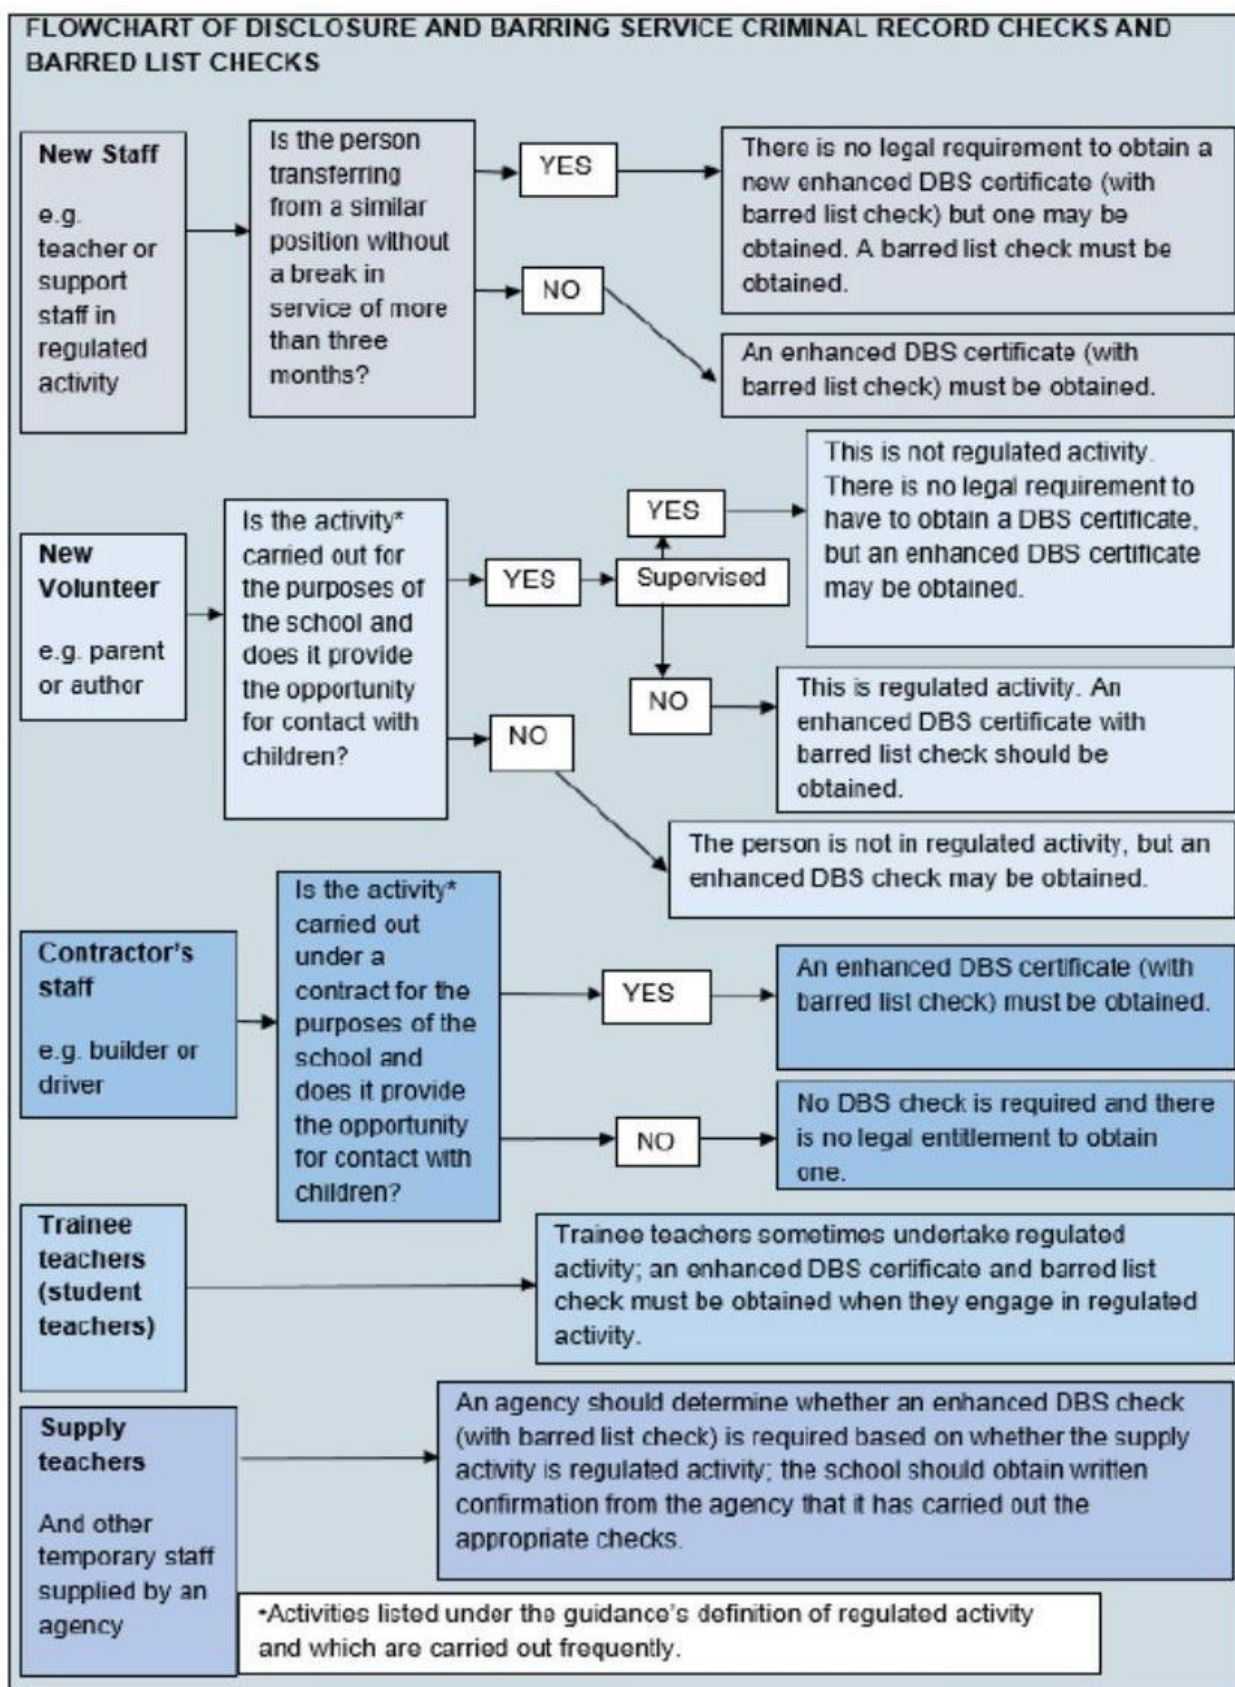 FLOWCHART OF DISCLOSURE AND BARRING SERVICE CRIMINAL RECORD CHECKS AND
BARRED LIST CHECKS
New Staff
e.g.
teacher or
support
staff in
regulated
activity
Is the person
transferring
from a similar
position without
a break in
service of more
than three
months?
YES
There is no legal requirement to obtain a
new enhanced DBS certificate (with
barred list check) but one may be
obtained. A barred list check must be
obtained.
NO
An enhanced DBS certificate (with
barred list check) must be obtained.
New
Volunteer
e.g. parent
or author
Is the activity*
carried out for
the purposes of
the school and
does it provide
the opportunity
for contact with
children?
YES
Supervised
YES
This is not regulated activity.
There is no legal requirement to
have to obtain a DBS certificate,
but an enhanced DBS certificate
may be obtained.
NO
This is regulated activity. An
enhanced DBS certificate with
barred list check should be
obtained.
NO
The person is not in regulated activity, but an
enhanced DBS check may be obtained.
Contractor's
staff
e.g. builder or
driver
Is the activity*
carried out
under a
contract for the
purposes of the
school and
does it provide
the opportunity
for contact with
children?
YES
An enhanced DBS certificate (with
barred list check) must be obtained.
NO
No DBS check is required and there
is no legal entitlement to obtain
one.
Trainee
teachers
(student
teachers)
Trainee teachers sometimes undertake regulated
activity; an enhanced DBS certificate and barred list
check must be obtained when they engage in regulated
activity.
Supply
teachers
And other
temporary staff
supplied by an
agency
An agency should determine whether an enhanced DBS check
(with barred list check) is required based on whether the supply
activity is regulated activity; the school should obtain written
confirmation from the agency that it has carried out the
appropriate checks.
*Activities listed under the guidance's definition of regulated activity
and which are carried out frequently.